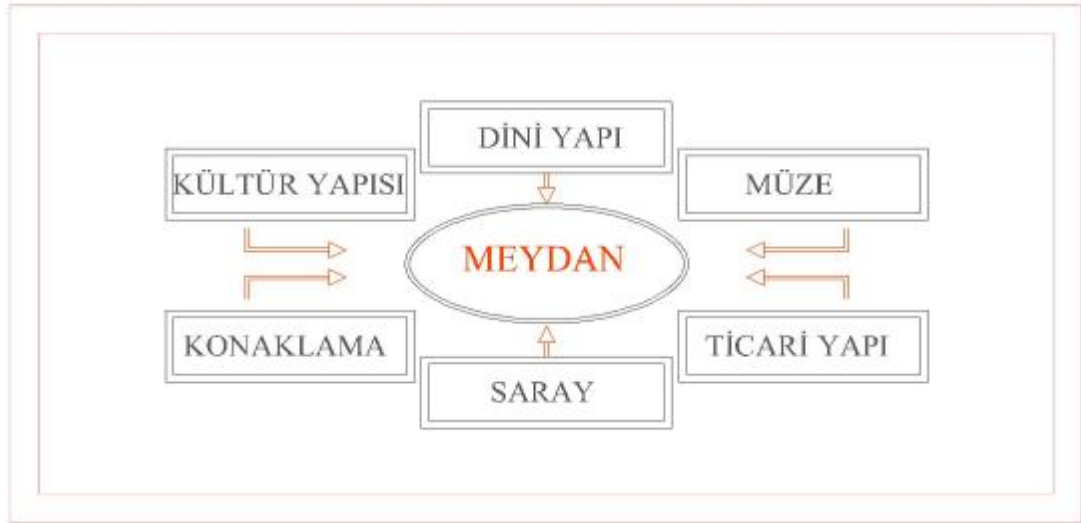 DİNİ YAPI
KÜLTÜR YAPISI
MÜZE
MEYDAN
KONAKLAMA
TİCARİ YAPI
SARAY